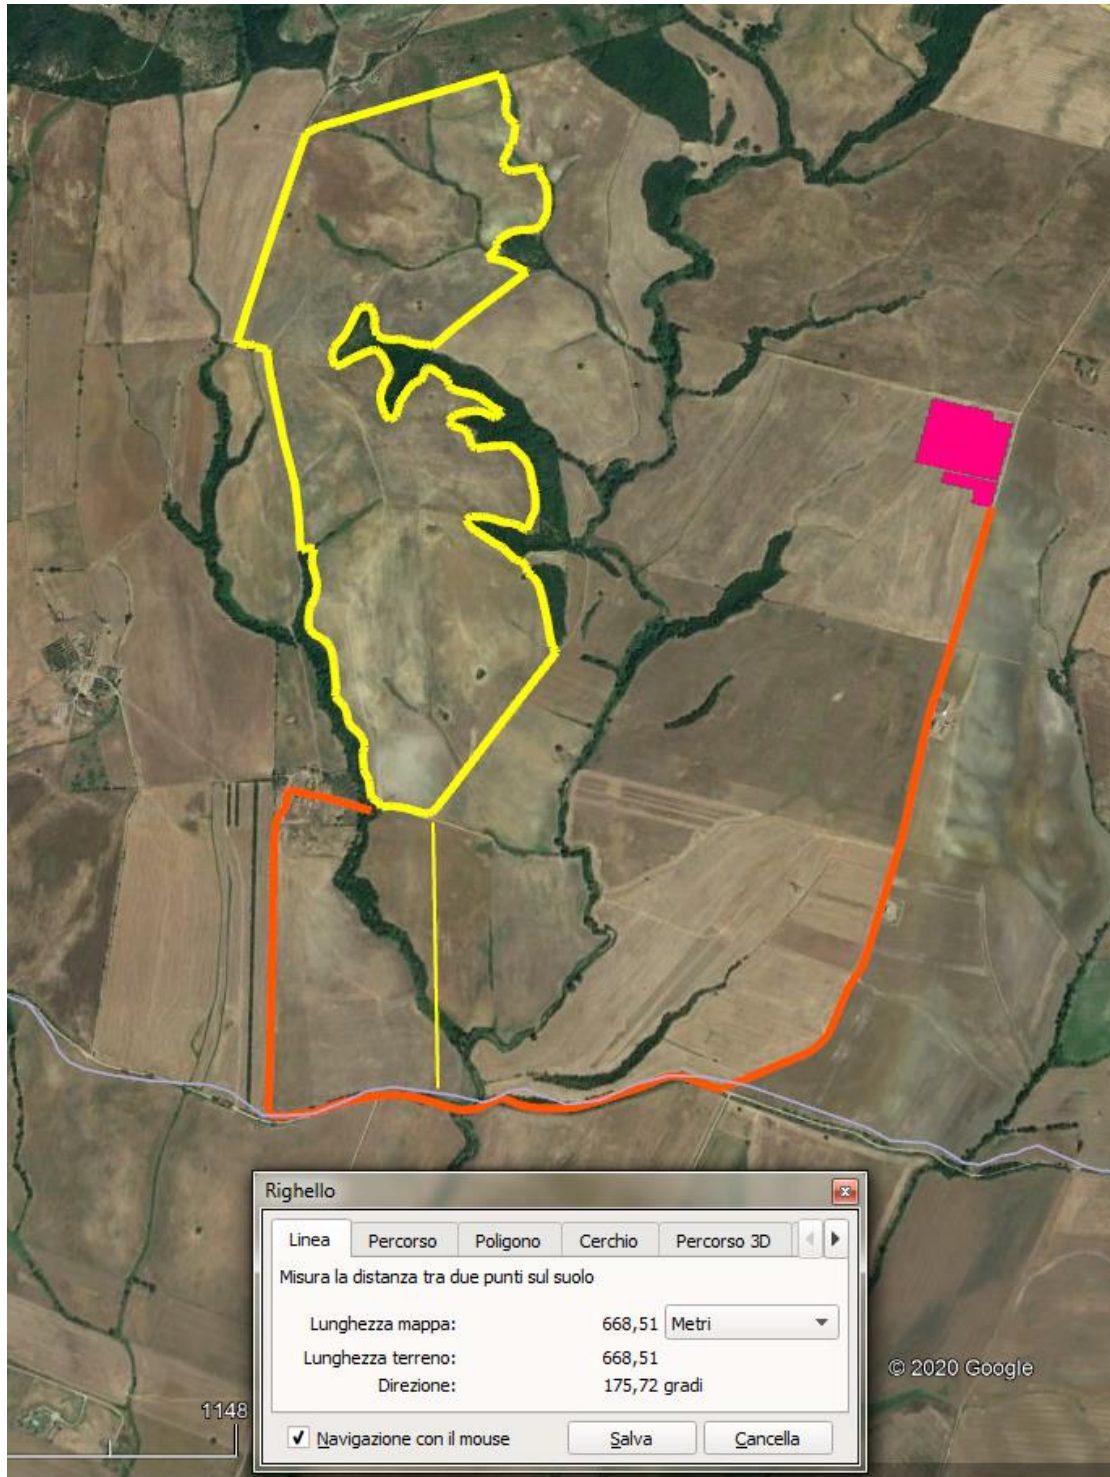 Righello
Linea
Percorso
Poligono
Cerchio
Percorso 3D
Misura la distanza tra due punti sul suolo
Lunghezza mappa:
668,51
Metri
Lunghezza terreno:
668,51
Direzione:
175,72 gradi
© 2020 Google
1148
Navigazione con il mouse
Salva
Cancella